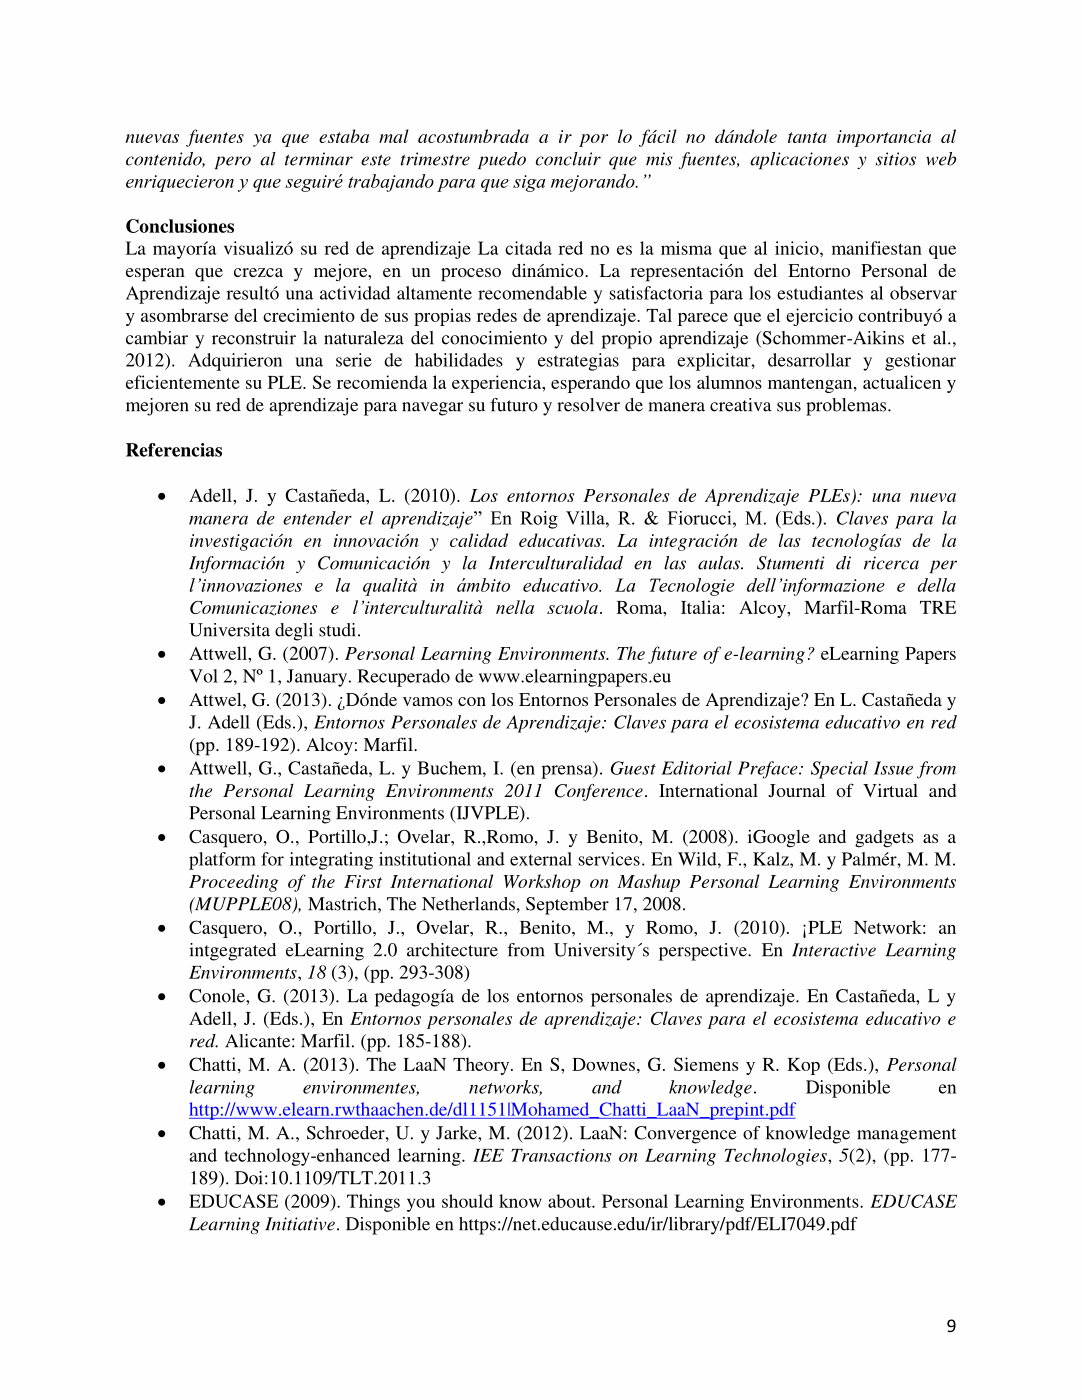 nuevas fuentes ya que estaba mal acostumbrada a ir por lo fácil no dándole tanta importancia al
contenido, pero al terminar este trimestre puedo concluir que mis fuentes, aplicaciones y sitios web
enriquecieron y que seguiré trabajando para que siga mejorando.”
Conclusiones
La mayoría visualizó su red de aprendizaje La citada red no es la misma que al inicio, manifiestan que
esperan que crezca y mejore, en un proceso dinámico. La representación del Entorno Personal de
Aprendizaje resultó una actividad altamente recomendable y satisfactoria para los estudiantes al observar
y asombrarse del crecimiento de sus propias redes de aprendizaje. Tal parece que el ejercicio contribuyó a
cambiar y reconstruir la naturaleza del conocimiento y del propio aprendizaje (Schommer-Aikins et al.,
2012). Adquirieron una serie de habilidades y estrategias para explicitar, desarrollar y gestionar
eficientemente su PLE. Se recomienda la experiencia, esperando que los alumnos mantengan, actualicen y
mejoren su red de aprendizaje para navegar su futuro y resolver de manera creativa sus problemas.
Referencias
• Adell, J. y Castañeda, L. (2010). Los entornos Personales de Aprendizaje PLEs): una nueva
manera de entender el aprendizaje” En Roig Villa, R. & Fiorucci, M. (Eds.). Claves para la
investigación en innovación y calidad educativas. La integración de las tecnologías de la
Información y Comunicación y la Interculturalidad en las aulas. Stumenti di ricerca per
l’innovaziones e la qualità in ámbito educativo. La Tecnologie dell’informazione e della
Comunicaziones e l’interculturalità nella scuola. Roma, Italia: Alcoy, Marfil-Roma TRE
Universita degli studi.
• Attwell, G. (2007). Personal Learning Environments. The future of e-learning? eLearning Papers
Vol 2, Nº 1, January. Recuperado de www.elearningpapers.eu
• Attwel, G. (2013). ¿Dónde vamos con los Entornos Personales de Aprendizaje? En L. Castañeda y
J. Adell (Eds.), Entornos Personales de Aprendizaje: Claves para el ecosistema educativo en red
(pp. 189-192). Alcoy: Marfil.
• Attwell, G., Castañeda, L. y Buchem, I. (en prensa). Guest Editorial Preface: Special Issue from
the Personal Learning Environments 2011 Conference. International Journal of Virtual and
Personal Learning Environments (IJVPLE).
• Casquero, O., Portillo,J.; Ovelar, R.,Romo, J. y Benito, M. (2008). iGoogle and gadgets as a
platform for integrating institutional and external services. En Wild, F., Kalz, M. y Palmér, M. M.
Proceeding of the First International Workshop on Mashup Personal Learning Environments
(MUPPLE08), Mastrich, The Netherlands, September 17, 2008.
• Casquero, O., Portillo, J., Ovelar, R., Benito, M., y Romo, J. (2010). ¡PLE Network: an
intgegrated eLearning 2.0 architecture from University´s perspective. En Interactive Learning
Environments, 18 (3), (pp. 293-308)
• Conole, G. (2013). La pedagogía de los entornos personales de aprendizaje. En Castañeda, L y
Adell, J. (Eds.), En Entornos personales de aprendizaje: Claves para el ecosistema educativo e
red. Alicante: Marfil. (pp. 185-188).
• Chatti, M. A. (2013). The LaaN Theory. En S, Downes, G. Siemens y R. Kop (Eds.), Personal
learning environmentes, networks, and knowledge. Disponible en
http://www.elearn.rwthaachen.de/dl1151|Mohamed_Chatti_LaaN_prepint.pdf
• Chatti, M. A., Schroeder, U. y Jarke, M. (2012). LaaN: Convergence of knowledge management
and technology-enhanced learning. IEE Transactions on Learning Technologies, 5(2), (pp. 177-
189). Doi:10.1109/TLT.2011.3
• EDUCASE (2009). Things you should know about. Personal Learning Environments. EDUCASE
Learning Initiative. Disponible en https://net.educause.edu/ir/library/pdf/ELI7049.pdf
9